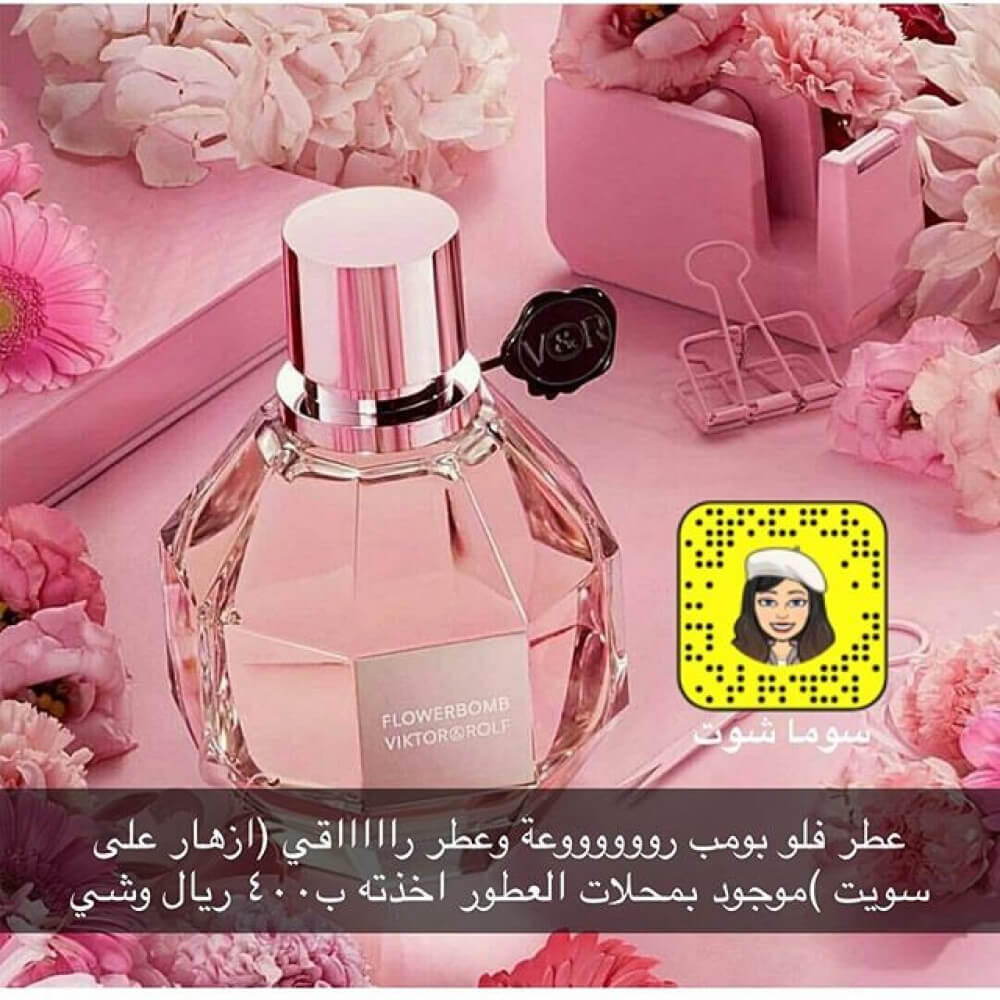 V&R
FLOWERBOMB
VIKTOR&ROLF
سوما شوت
عطر فلو بومب رووووووعة وعطر رااااااقي (ازهار على
سويت )موجود بمحلات العطور اخذته ب٤٠٠ ريال وشي